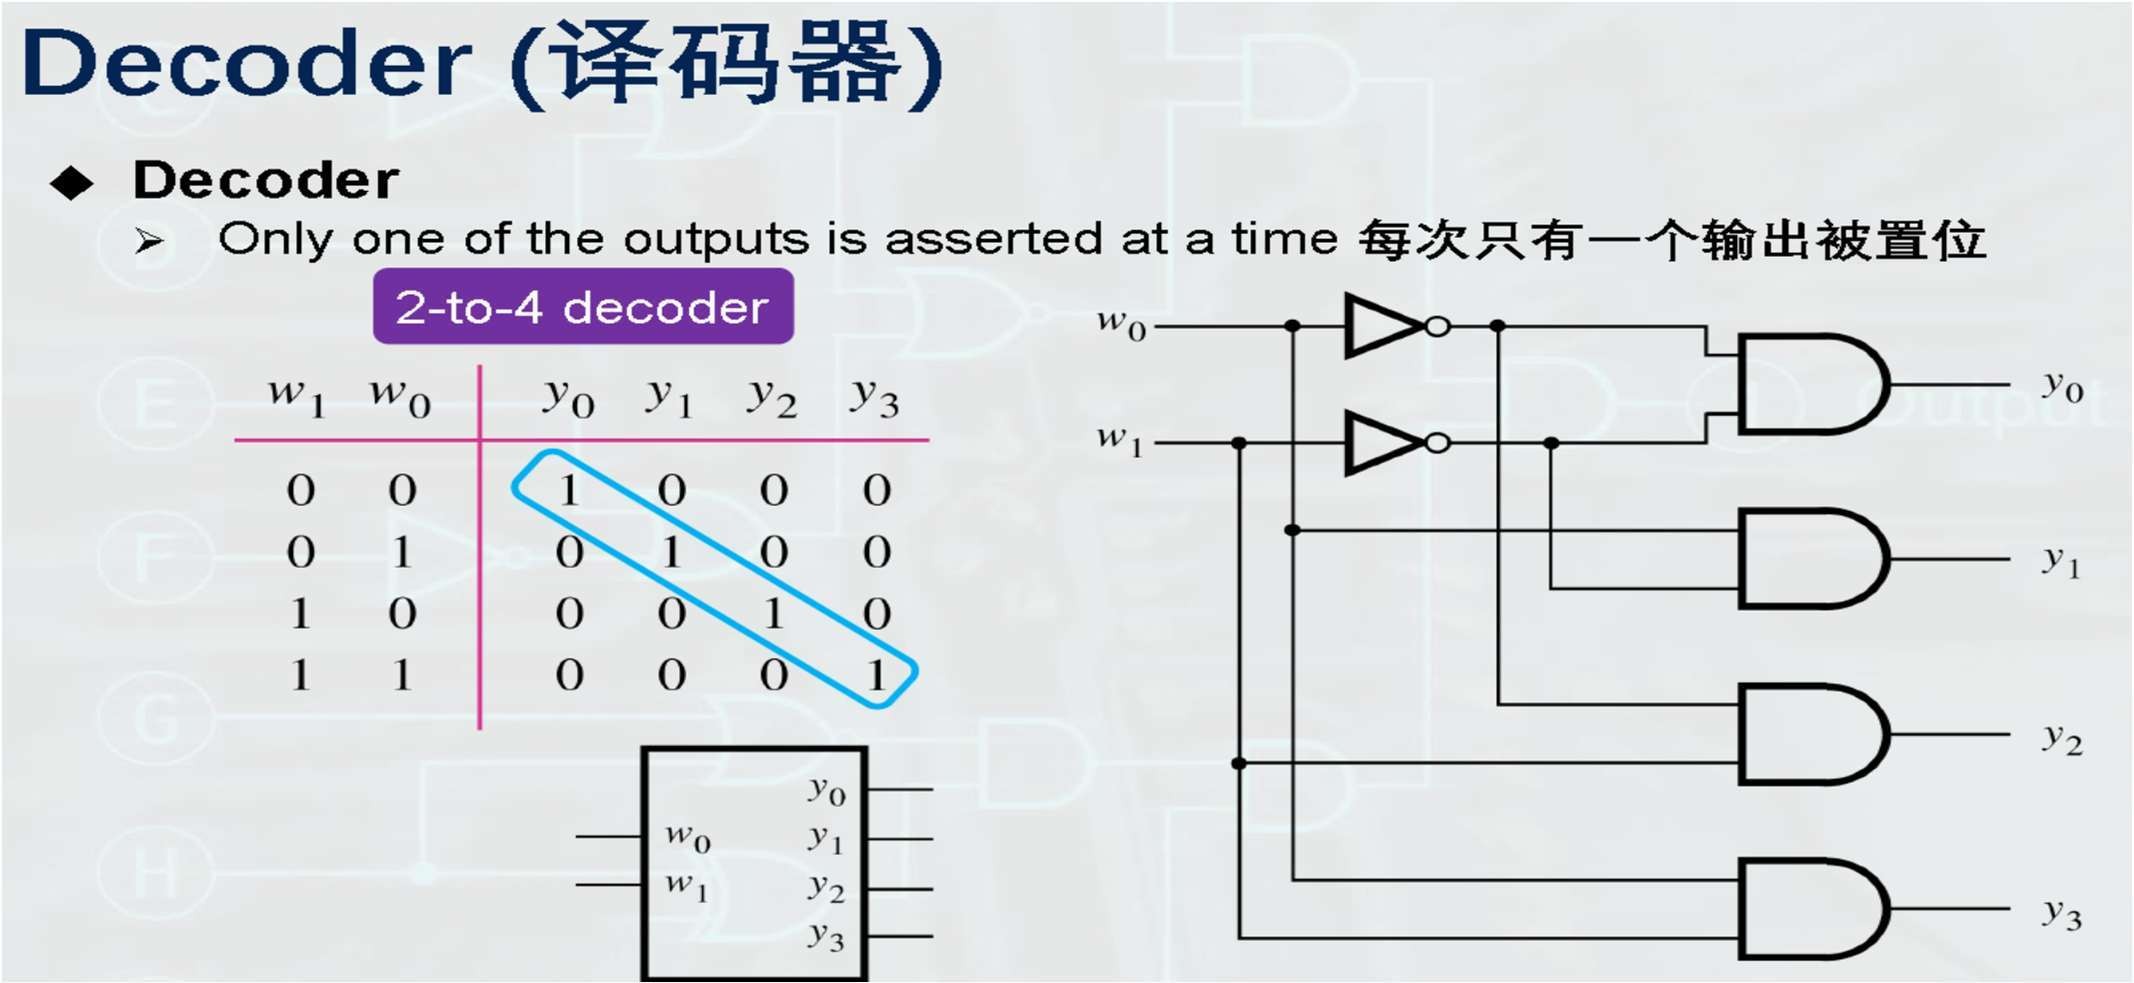 Decoder (译码器)
◆ Decoder
➢ Only one of the outputs is asserted at a time 每次只有一个输出被置位
2-to-4 decoder
w1 w0 y0 y1 y2 y3
0 0 1 0 0 0
0 1 0 1 0 0
1 0 0 0 1 0
1 1 0 0 0 1
w0
w1
y0
y1
y2
y3
w0
w1
y0
y1
y2
y3
C
D
E
F
G
H
Output